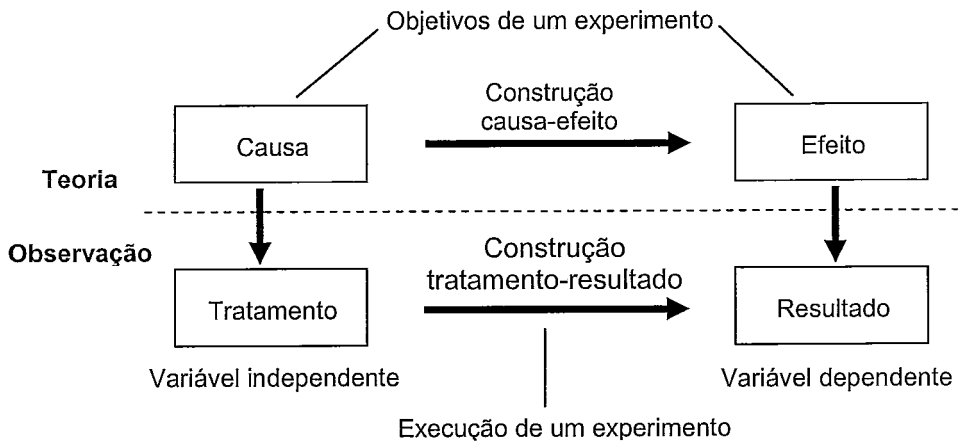 Objetivos de um experimento
Construção
causa-efeito
Causa
Efeito
Teoria
Observação
Construção
tratamento-resultado
Tratamento
Resultado
Variável independente
Variável dependente
Execução de um experimento